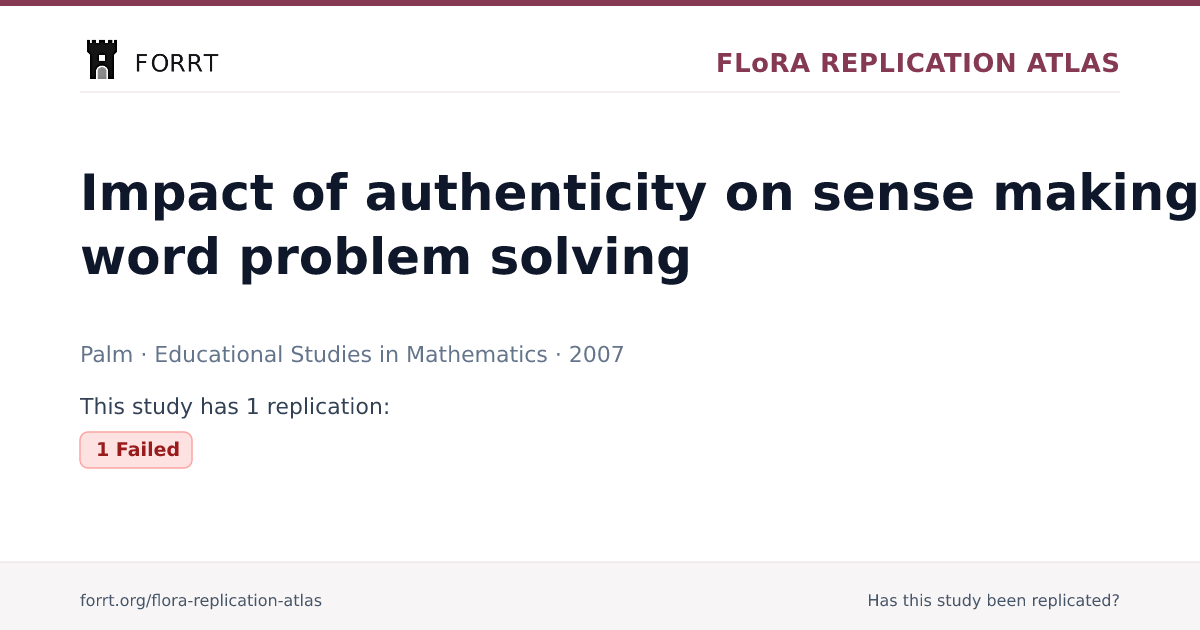 FORRT
FLoRA REPLICATION ATLAS
Impact of authenticity on sense making
word problem solving
Palm · Educational Studies in Mathematics · 2007
This study has 1 replication:
1 Failed
forrt.org/flora-replication-atlas
Has this study been replicated?